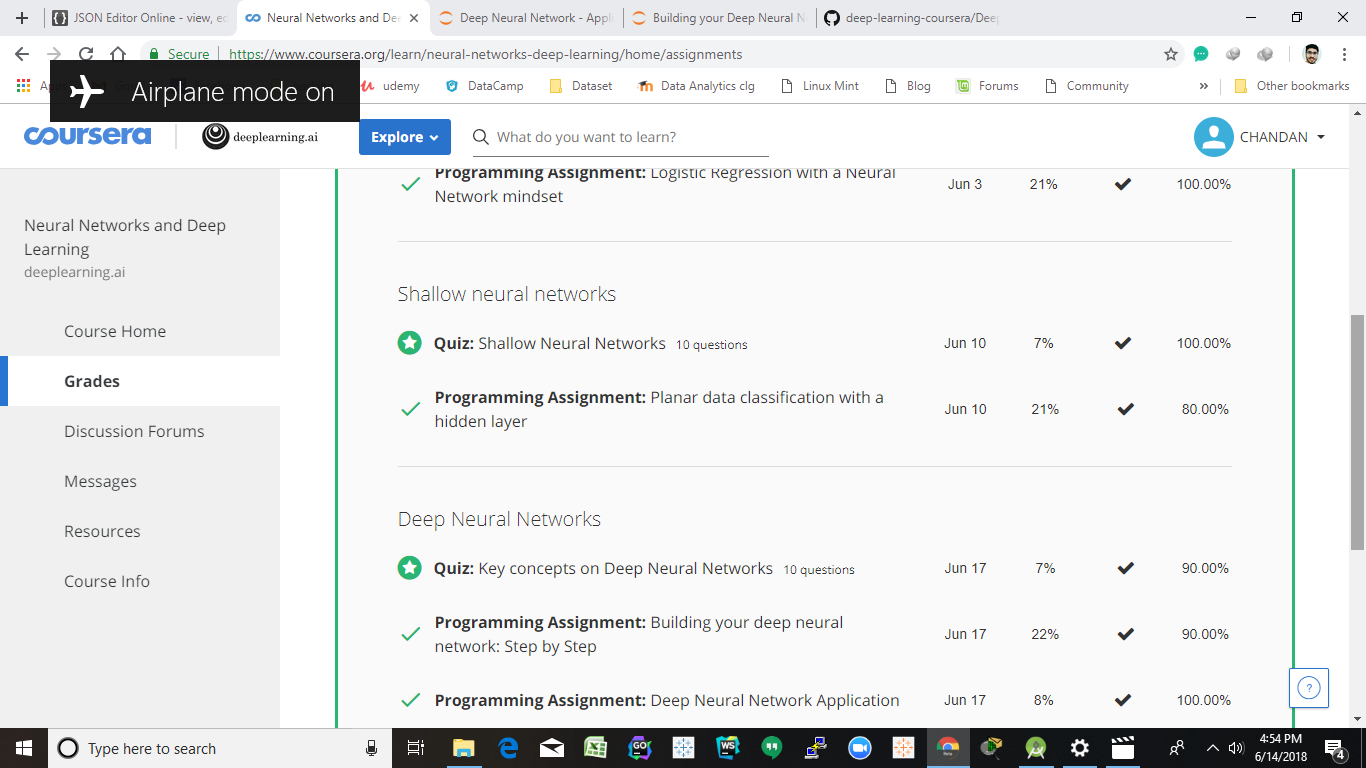 JSON Editor Online - view, ed
Neural Networks and De
Deep Neural Network - Appli
Building your Deep Neural N
deep-learning-coursera/Deep
Secure
https://www.coursera.org/learn/neural-networks-deep-learning/home/assignments
udemy
DataCamp
Dataset
Data Analytics clg
Linux Mint
Blog
Forums
Community
»
Other bookmarks
Airplane mode on
coursera
deeplearning.ai
Explore
What do you want to learn?
CHANDAN
Neural Networks and Deep
Learning
deeplearning.ai
Course Home
Grades
Discussion Forums
Messages
Resources
Course Info
Programming Assignment: Logistic Regression with a Neural
Network mindset
Jun 3 21% 100.00%
Shallow neural networks
Quiz: Shallow Neural Networks 10 questions Jun 10 7% 100.00%
Programming Assignment: Planar data classification with a
hidden layer
Jun 10 21% 80.00%
Deep Neural Networks
Quiz: Key concepts on Deep Neural Networks 10 questions Jun 17 7% 90.00%
Programming Assignment: Building your deep neural
network: Step by Step
Jun 17 22% 90.00%
Programming Assignment: Deep Neural Network Application Jun 17 8% 100.00%
?
Type here to search
GO
WS
4:54 PM
6/14/2018
4